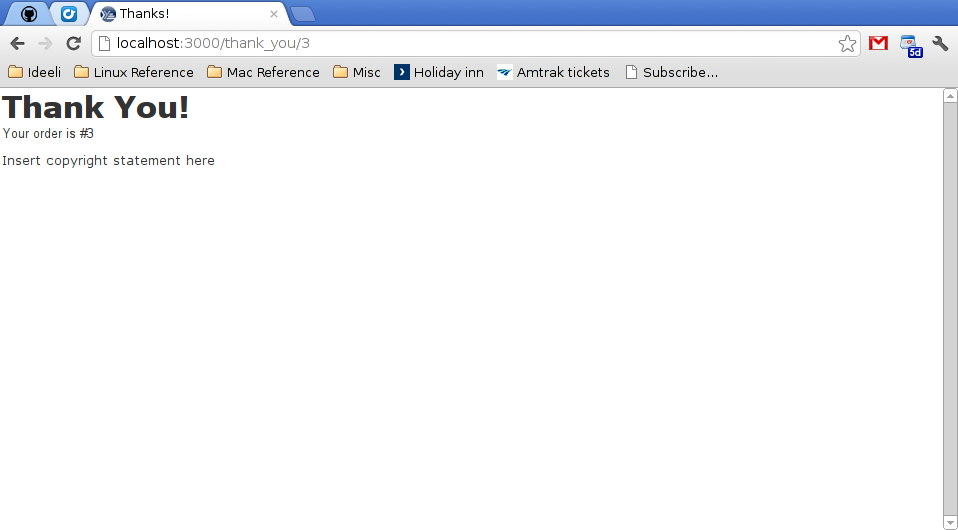 Thanks!
localhost:3000/thank_you/3
5d
Ideeli Linux Reference Mac Reference Misc Holiday inn Amtrak tickets Subscribe...
Thank You!
Your order is #3
Insert copyright statement here